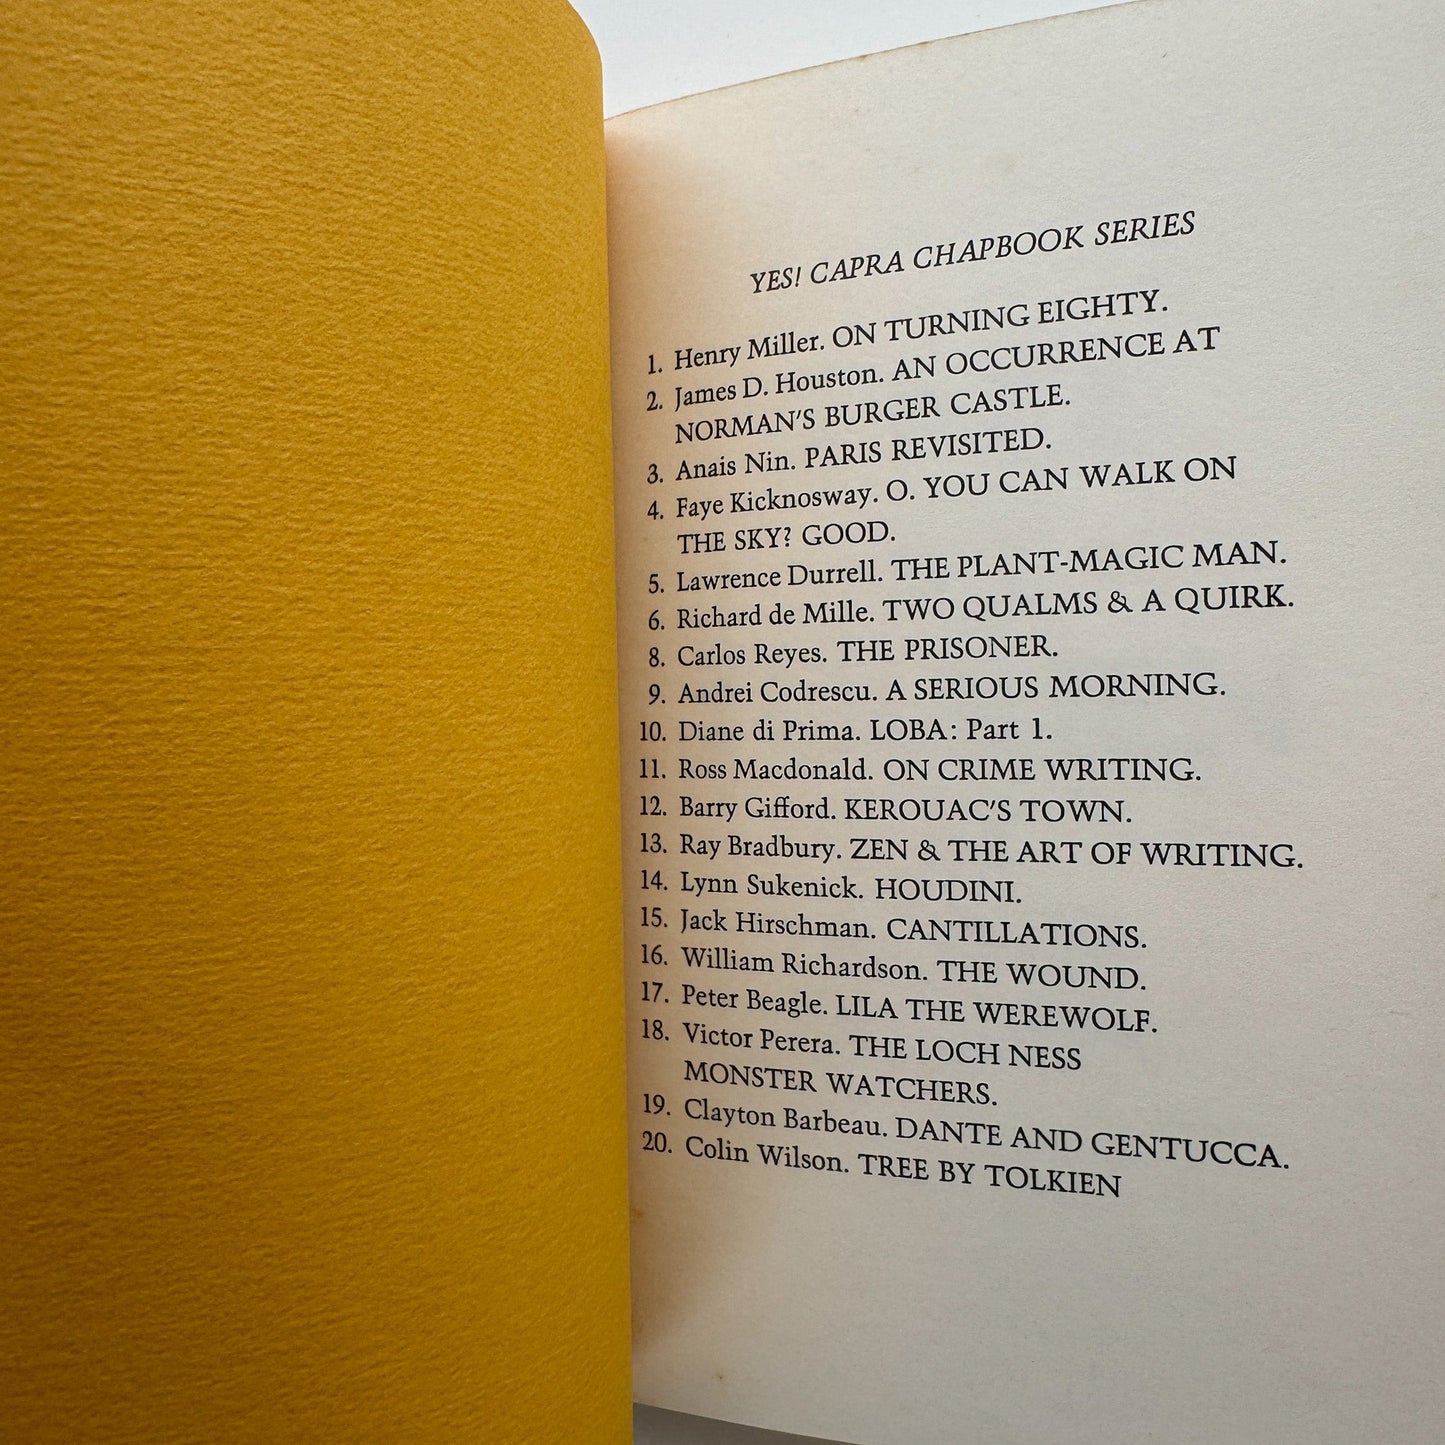 YES! CAPRA CHAPBOOK SERIES
1. Henry Miller. ON TURNING EIGHTY.
2. James D. Houston. AN OCCURRENCE AT
NORMAN'S BURGER CASTLE.
3. Anais Nin. PARIS REVISITED.
4. Faye Kicknosway. O. YOU CAN WALK ON
THE SKY? GOOD.
5. Lawrence Durrell. THE PLANT-MAGIC MAN.
6. Richard de Mille. TWO QUALMS & A QUIRK.
8. Carlos Reyes. THE PRISONER.
9. Andrei Codrescu. A SERIOUS MORNING.
10. Diane di Prima. LOBA: Part 1.
11. Ross Macdonald. ON CRIME WRITING.
12. Barry Gifford. KEROUAC'S TOWN.
13. Ray Bradbury. ZEN & THE ART OF WRITING.
14. Lynn Sukenick. HOUDINI.
15. Jack Hirschman. CANTILLATIONS.
16. William Richardson. THE WOUND.
17. Peter Beagle. LILA THE WEREWOLF.
18. Victor Perera. THE LOCH NESS
MONSTER WATCHERS.
19. Clayton Barbeau. DANTE AND GENTUCCA.
20. Colin Wilson. TREE BY TOLKIEN